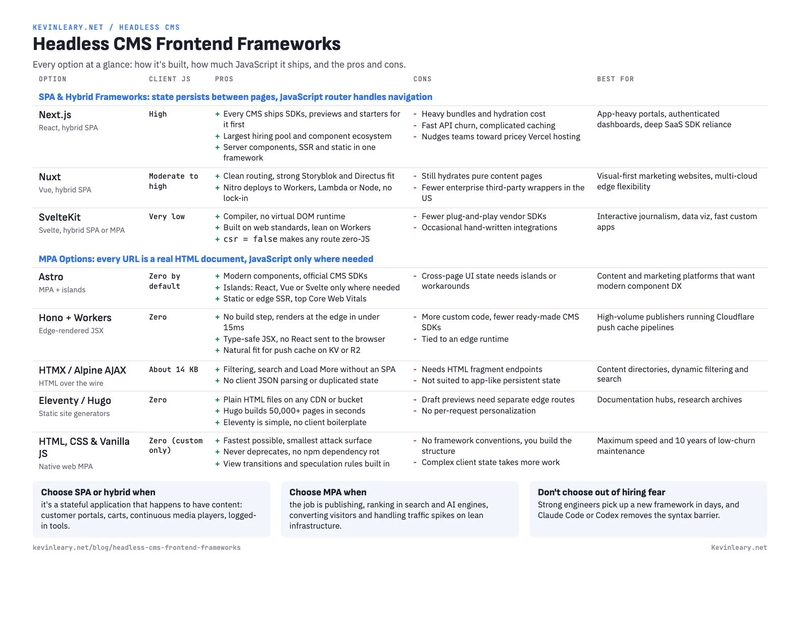 KEVINLEARY.NET / HEADLESS CMS
Headless CMS Frontend Frameworks
Every option at a glance: how it's built, how much JavaScript it ships, and the pros and cons.
OPTION CLIENT JS PROS CONS BEST FOR
SPA & Hybrid Frameworks: state persists between pages, JavaScript router handles navigation
Next.js
React, hybrid SPA
High
+ Every CMS ships SDKs, previews and starters for
it first
+ Largest hiring pool and component ecosystem
+ Server components, SSR and static in one
framework
- Heavy bundles and hydration cost
- Fast API churn, complicated caching
- Nudges teams toward pricey Vercel hosting
App-heavy portals, authenticated
dashboards, deep SaaS SDK reliance
Nuxt
Vue, hybrid SPA
Moderate to
high
+ Clean routing, strong Storyblok and Directus fit
+ Nitro deploys to Workers, Lambda or Node, no
lock-in
- Still hydrates pure content pages
- Fewer enterprise third-party wrappers in the
US
Visual-first marketing websites, multi-cloud
edge flexibility
SvelteKit
Svelte, hybrid SPA or MPA
Very low
+ Compiler, no virtual DOM runtime
+ Built on web standards, lean on Workers
+ csr = false makes any route zero-JS
- Fewer plug-and-play vendor SDKs
- Occasional hand-written integrations
Interactive journalism, data viz, fast custom
apps
MPA Options: every URL is a real HTML document, JavaScript only where needed
Astro
MPA + islands
Zero by
default
+ Modern components, official CMS SDKs
+ Islands: React, Vue or Svelte only where needed
+ Static or edge SSR, top Core Web Vitals
- Cross-page UI state needs islands or
workarounds
Content and marketing platforms that want
modern component DX
Hono + Workers
Edge-rendered JSX
Zero
+ No build step, renders at the edge in under
15ms
+ Type-safe JSX, no React sent to the browser
+ Natural fit for push cache on KV or R2
- More custom code, fewer ready-made CMS
SDKs
- Tied to an edge runtime
High-volume publishers running Cloudflare
push cache pipelines
HTMX / Alpine AJAX
HTML over the wire
About 14 KB
+ Filtering, search and Load More without an SPA
+ No client JSON parsing or duplicated state
- Needs HTML fragment endpoints
- Not suited to app-like persistent state
Content directories, dynamic filtering and
search
Eleventy / Hugo
Static site generators
Zero
+ Plain HTML files on any CDN or bucket
+ Hugo builds 50,000+ pages in seconds
+ Eleventy is simple, no client boilerplate
- Draft previews need separate edge routes
- No per-request personalization
Documentation hubs, research archives
HTML, CSS & Vanilla
JS
Native web MPA
Zero (custom
only)
+ Fastest possible, smallest attack surface
+ Never deprecates, no npm dependency rot
+ View transitions and speculation rules built in
- No framework conventions, you build the
structure
- Complex client state takes more work
Maximum speed and 10 years of low-churn
maintenance
Choose SPA or hybrid when
it's a stateful application that happens to have content:
customer portals, carts, continuous media players, logged-
in tools.
Choose MPA when
the job is publishing, ranking in search and AI engines,
converting visitors and handling traffic spikes on lean
infrastructure.
Don't choose out of hiring fear
Strong engineers pick up a new framework in days, and
Claude Code or Codex removes the syntax barrier.
kevinleary.net/blog/headless-cms-frontend-frameworks
Kevinleary.net